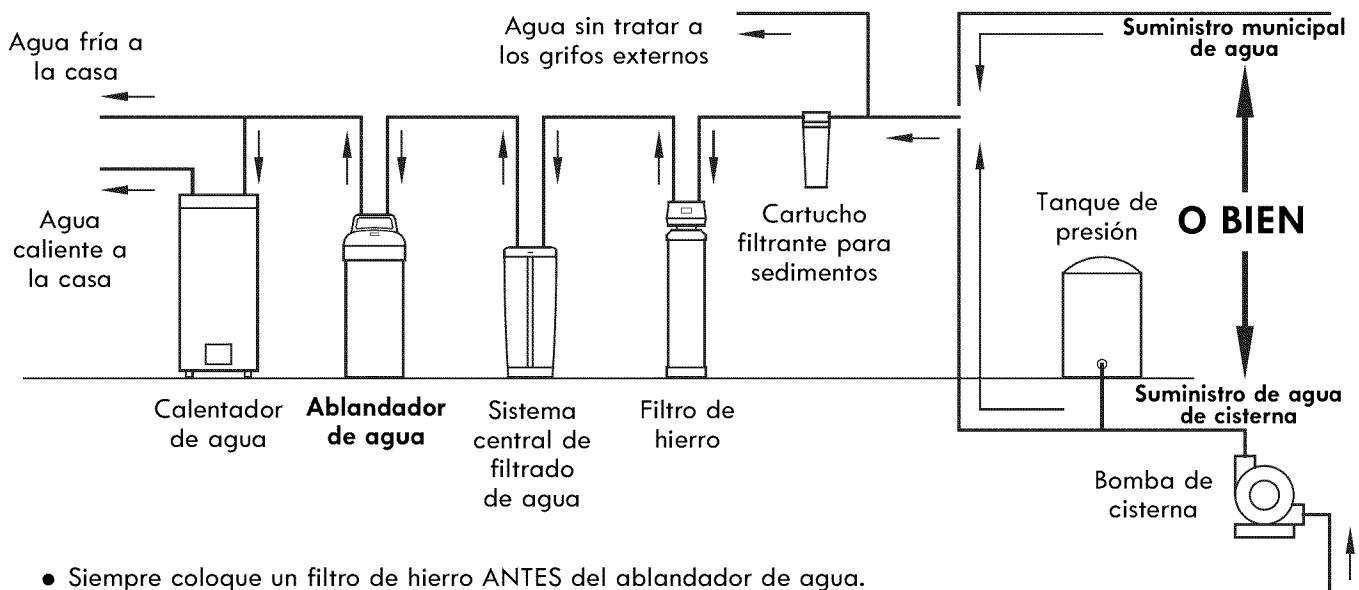 Agua fría a
la casa
Agua sin tratar a
los grifos externos
Suministro municipal
de agua
Agua
caliente a
la casa
Cartucho
filtrante para
sedimentos
Tanque de
presión
O BIEN
Calentador
de agua
Ablandador
de agua
Sistema
central de
filtrado
de agua
Filtro de
hierro
Suministro de agua
de cisterna
Bomba de
cisterna
● Siempre coloque un filtro de hierro ANTES del ablandador de agua.